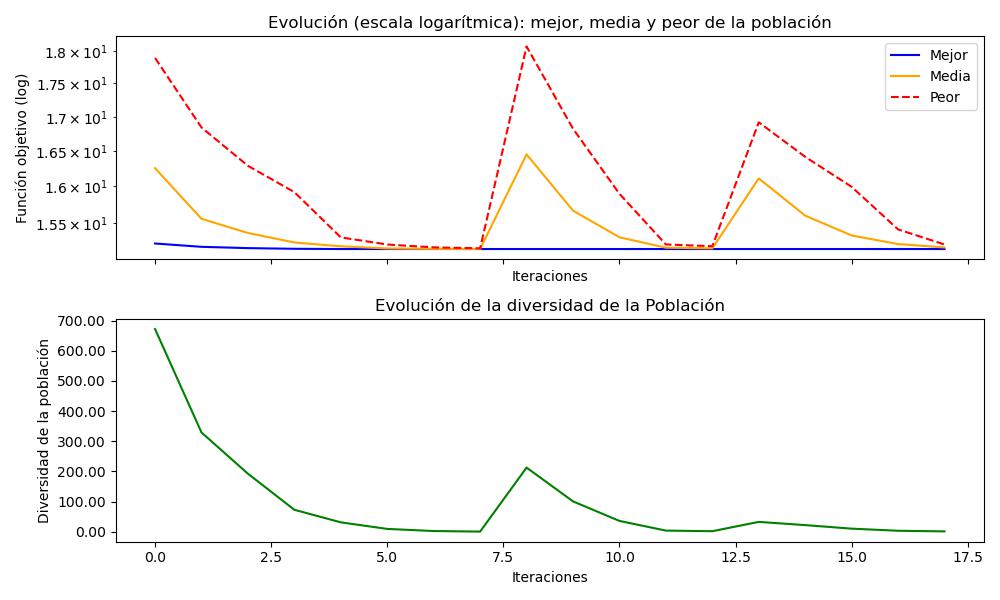 Evolución (escala logarítmica): mejor, media y peor de la población
Función objetivo (log)
1.8 × 10¹
1.75 × 10¹
1.7 × 10¹
1.65 × 10¹
1.6 × 10¹
1.55 × 10¹
Mejor
Media
Peor
Iteraciones
Evolución de la diversidad de la Población
Diversidad de la población
700.00
600.00
500.00
400.00
300.00
200.00
100.00
0.00
0.0 2.5 5.0 7.5 10.0 12.5 15.0 17.5
Iteraciones